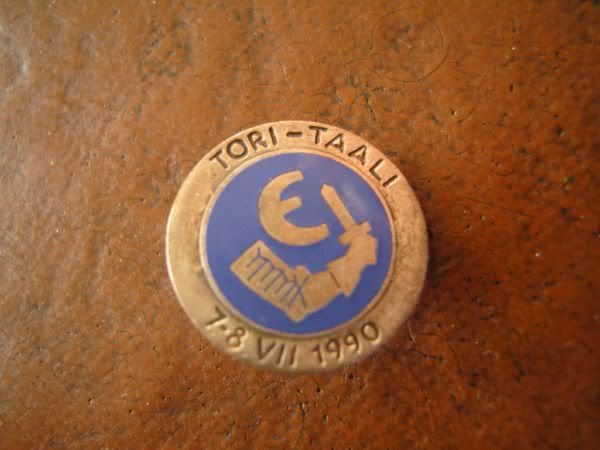 TORI - TAALI
E
7-8 VII 1990